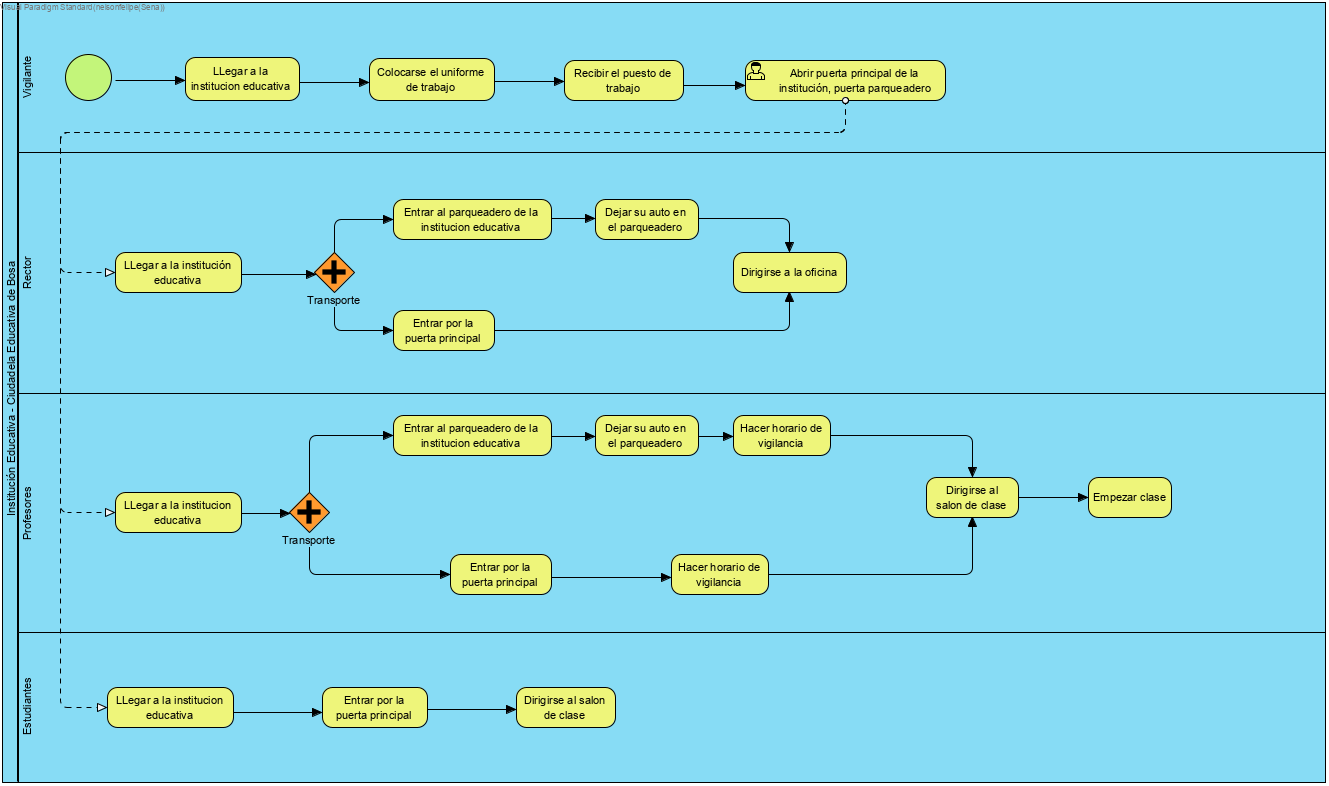 Visual Paradigm Standard(nelsonfelipe(Sena))
Institución Educativa - Ciudadela Educativa de Bosa
Vigilante
LLegar a la
institucion educativa
Colocarse el uniforme
de trabajo
Recibir el puesto de
trabajo
Abrir puerta principal de la
institución, puerta parqueadero
Rector
LLegar a la institución
educativa
Transporte
Entrar al parqueadero de la
institucion educativa
Dejar su auto en
el parqueadero
Entrar por la
puerta principal
Dirigirse a la oficina
Profesores
LLegar a la institucion
educativa
Transporte
Entrar al parqueadero de la
institucion educativa
Dejar su auto en
el parqueadero
Hacer horario de
vigilancia
Entrar por la
puerta principal
Hacer horario de
vigilancia
Dirigirse al
salon de clase
Empezar clase
Estudiantes
LLegar a la institucion
educativa
Entrar por la
puerta principal
Dirigirse al salon
de clase